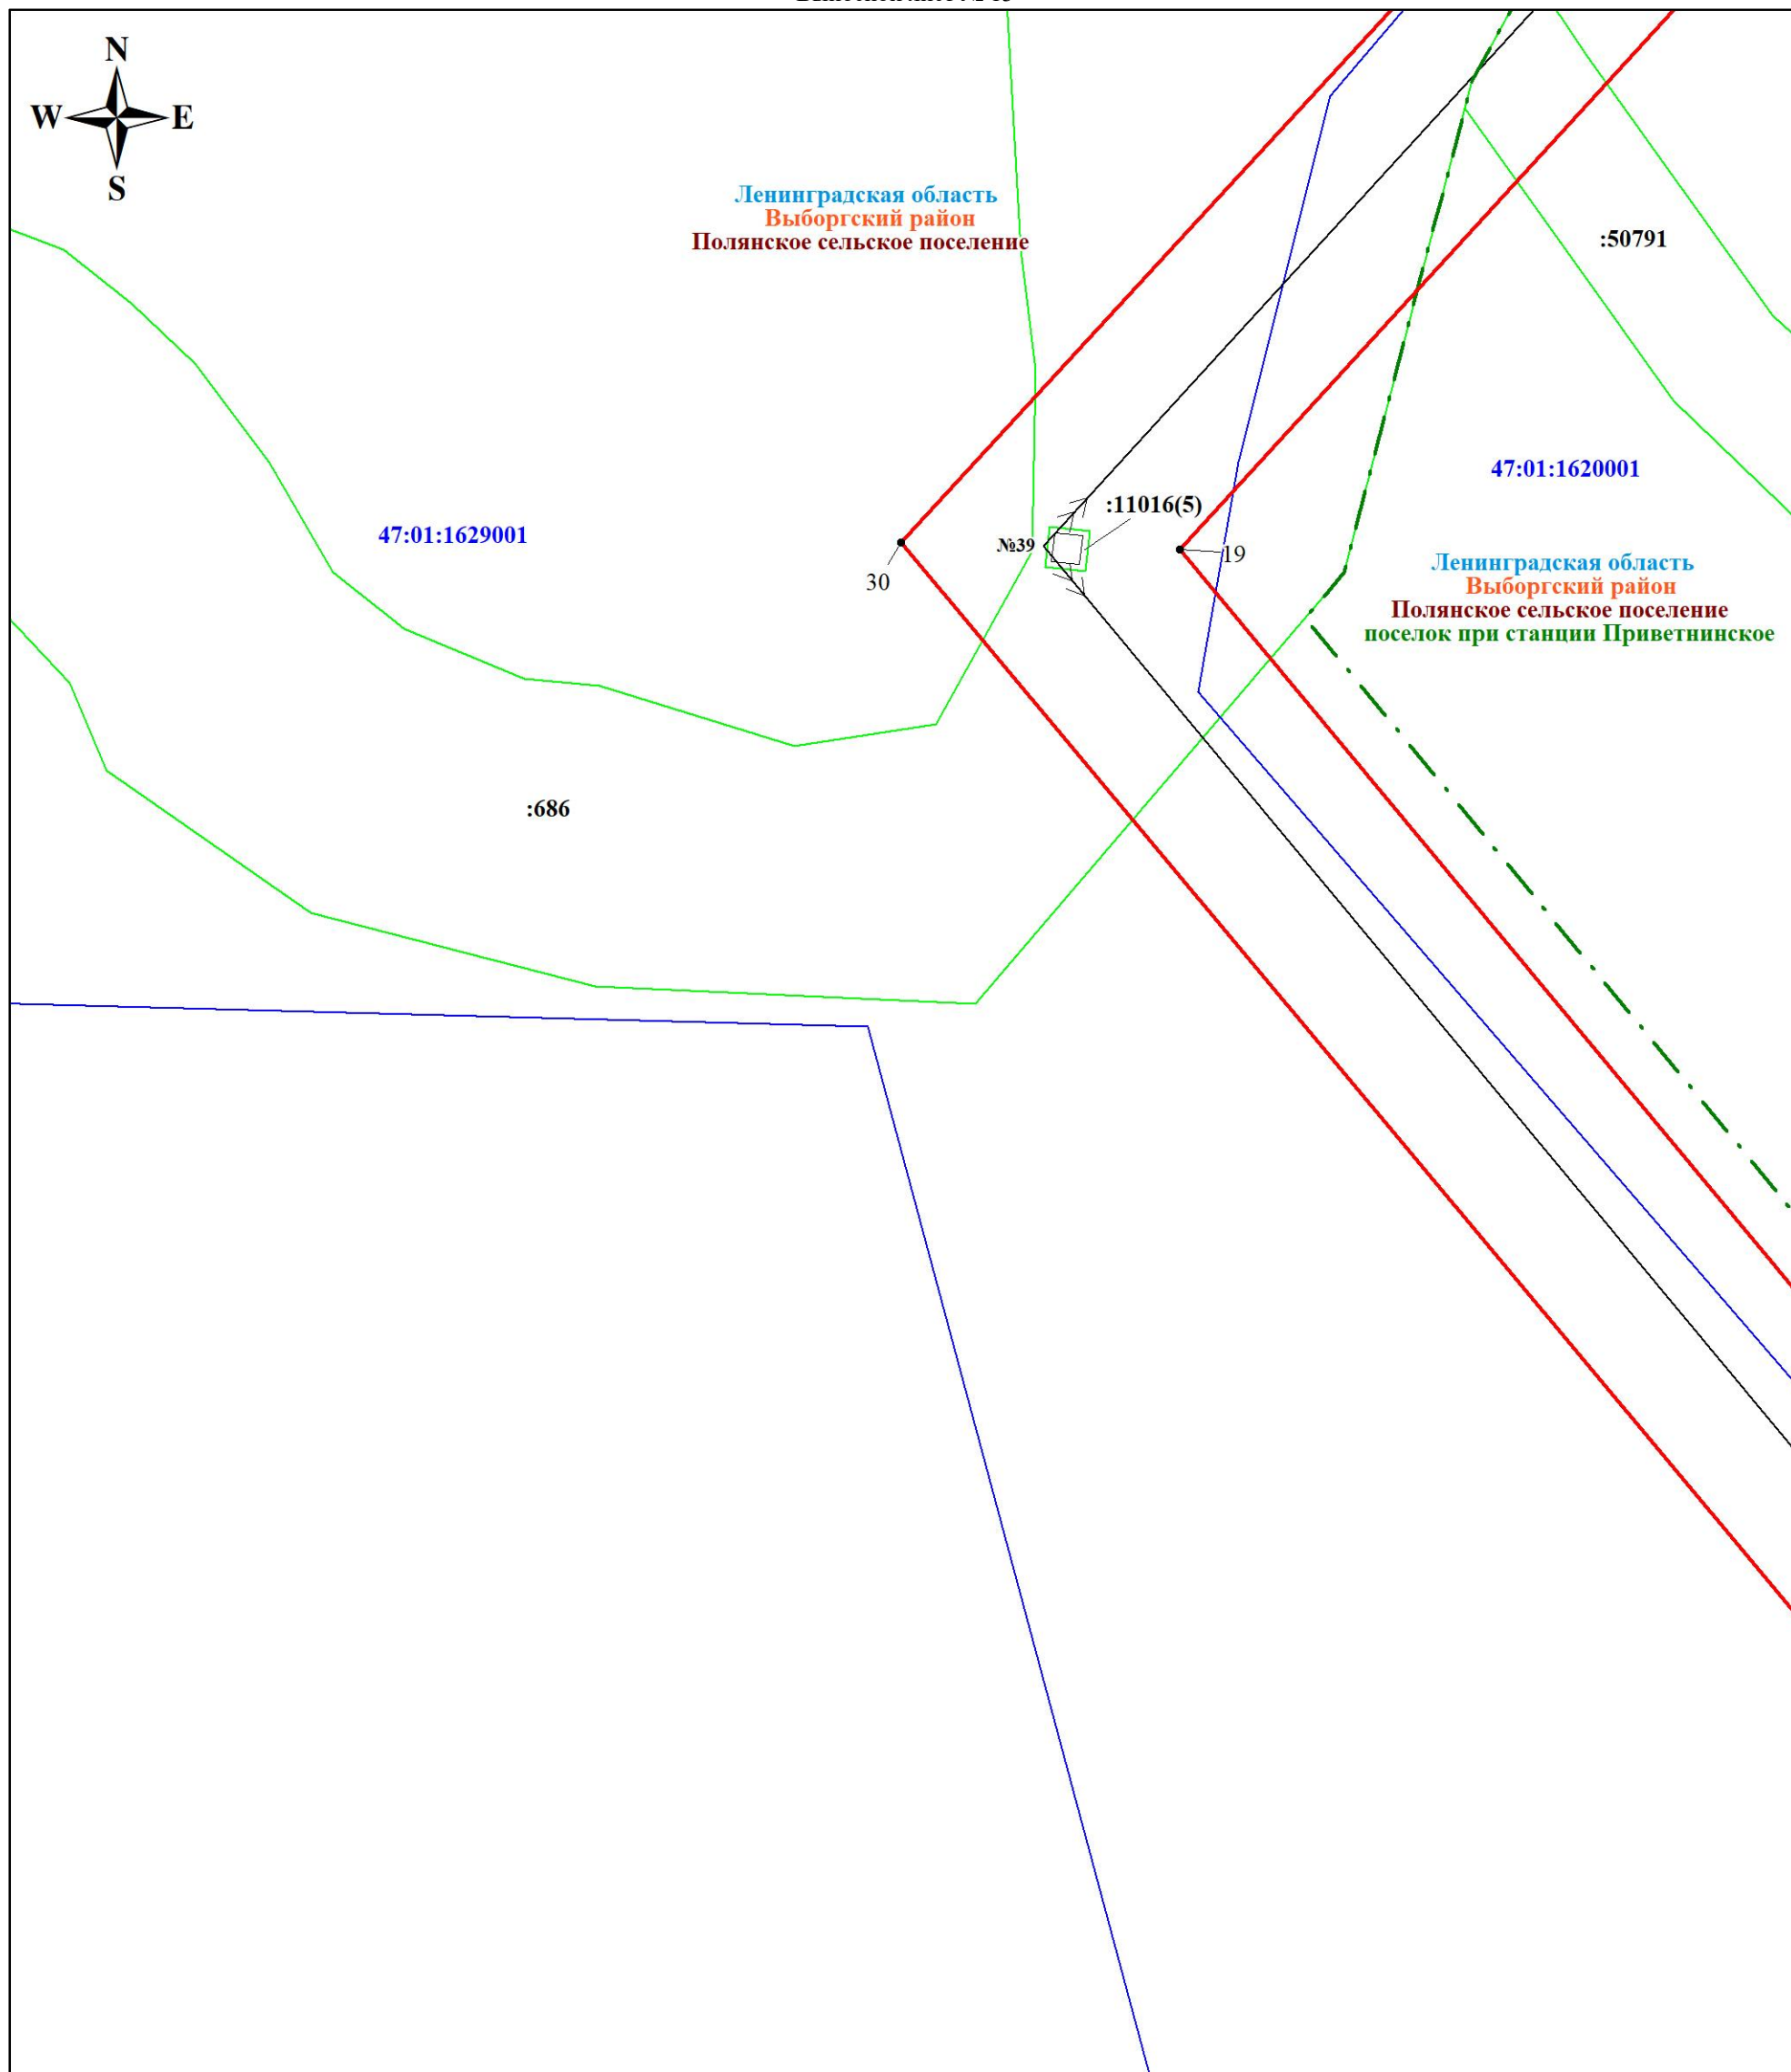 N
W E
S
Ленинградская область
Выборгский район
Полянское сельское поселение
:50791
47:01:1620001
:11016(5)
47:01:1629001
№39
19
30
Ленинградская область
Выборгский район
Полянское сельское поселение
поселок при станции Приветнинское
:686